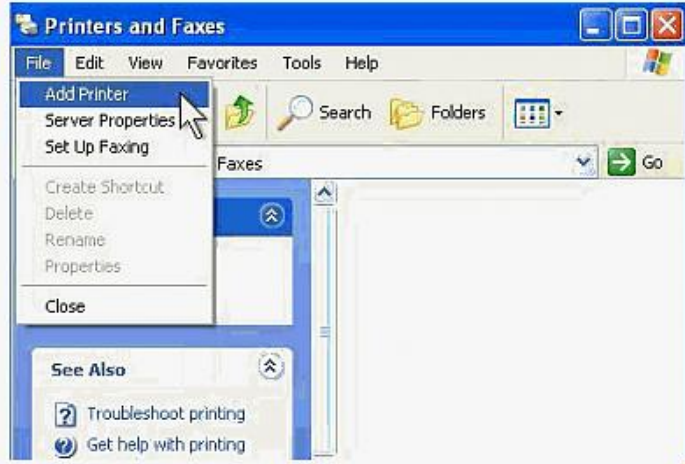 Printers and Faxes
File Edit View Favorites Tools Help
Add Printer
Server Properties
Set Up Faxing
Search Folders
Faxes
Go
Create Shortcut
Delete
Rename
Properties
Close
See Also
Troubleshoot printing
Get help with printing